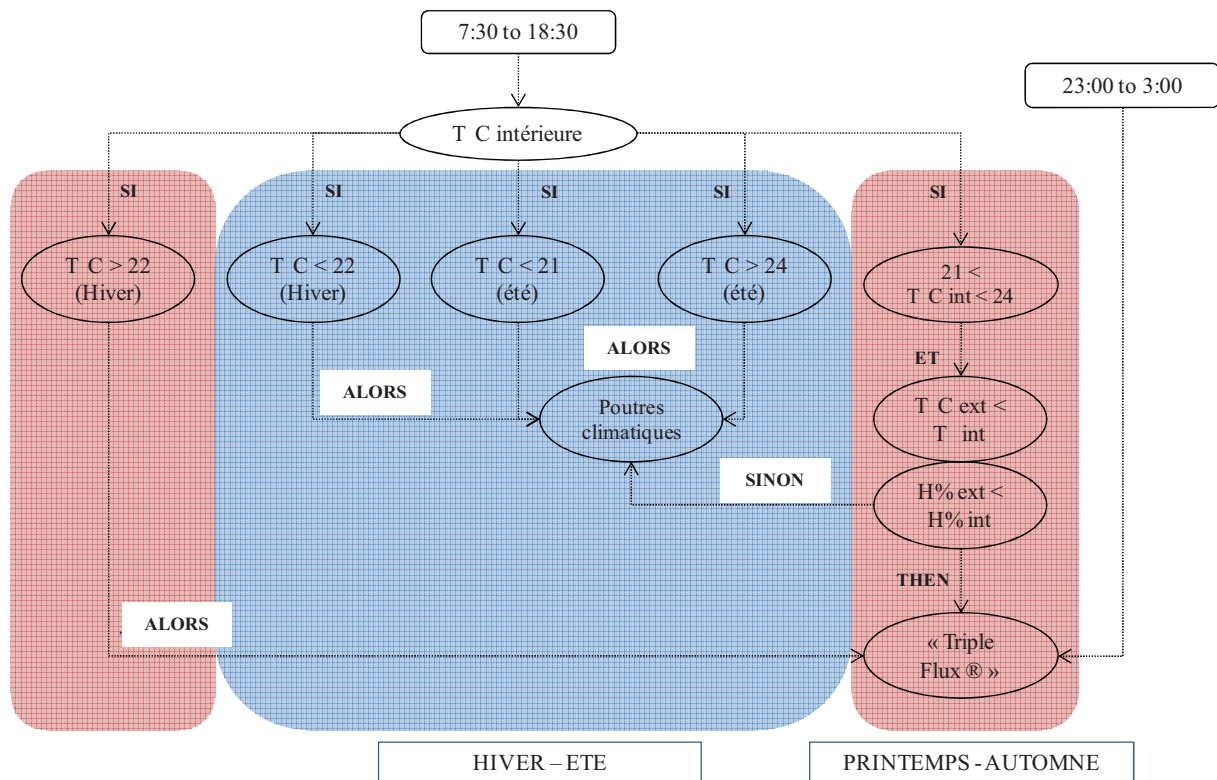 7:30 to 18:30
23:00 to 3:00
T C intérieure
SI
SI
SI
SI
SI
T C > 22
(Hiver)
T C < 22
(Hiver)
T C < 21
(été)
T C > 24
(été)
21 <
T C int < 24
ALORS
ET
ALORS
Poutres
climatiques
T C ext <
T int
SINON
H% ext <
H% int
THEN
ALORS
« Triple
Flux ® »
HIVER – ETE
PRINTEMPS - AUTOMNE